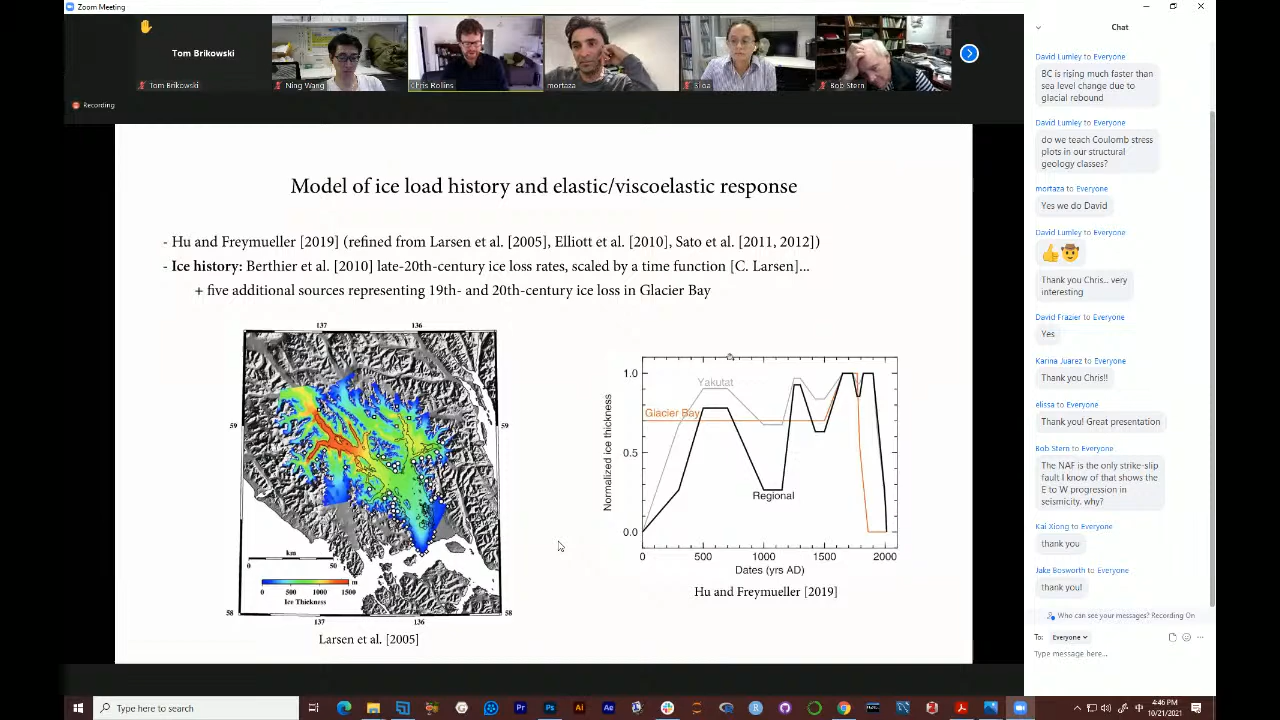 Zoom Meeting
Tom Brikowski
Tom Brikowski
Ning Wang
Chris Rollins
mortaza
Bob Stern
Recording
Model of ice load history and elastic/viscoelastic response
- Hu and Freymueller [2019] (refined from Larsen et al. [2005], Elliott et al. [2010], Sato et al. [2011, 2012])
- Ice history: Berthier et al. [2010] late-20th-century ice loss rates, scaled by a time function [C. Larsen]...
+ five additional sources representing 19th- and 20th-century ice loss in Glacier Bay
137 136
59 59
km
0 50
m
0 500 1000 1500
Ice Thickness
58 58
137 136
Larsen et al. [2005]
Normalized ice thickness
1.0
0.5
0.0
Yakutat
Glacier Bay
Regional
0 500 1000 1500 2000
Dates (yrs AD)
Hu and Freymueller [2019]
Chat
David Lumley to Everyone
BC is rising much faster than
sea level change due to
glacial rebound
David Lumley to Everyone
do we teach Coulomb stress
plots in our structural
geology classes?
mortaza to Everyone
Yes we do David
David Lumley to Everyone
👍🤠
Thank you Chris... very
interesting
David Frazier to Everyone
Yes
Karina Juarez to Everyone
Thank you Chris!!
elissa to Everyone
Thank you! Great presentation
Bob Stern to Everyone
The NAF is the only strike-slip
fault I know of that shows the
E to W progression in
seismicity. why?
Kai Xiong to Everyone
thank you
Jake Bosworth to Everyone
thank you!
Who can see your messages? Recording On
To: Everyone
Type message here...
Type here to search
Pr
Ps
Ai
Ae
中
4:46 PM
10/21/2021